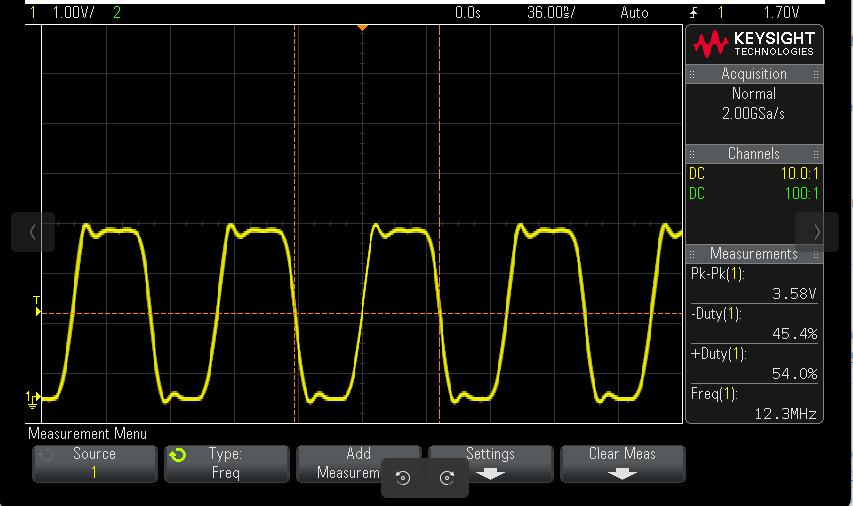 1 1.00V/ 2 0.0s 36.00ns/ Auto 1 1.70V
KEYSIGHT
TECHNOLOGIES
Acquisition
Normal
2.00GSa/s
Channels
DC 10.0:1
DC 100:1
Measurements
Pk-Pk(1):
3.58V
-Duty(1):
45.4%
+Duty(1):
54.0%
Freq(1):
12.3MHz
T
1
Measurement Menu
Source
1
Type:
Freq
Add
Measurem
Settings
Clear Meas